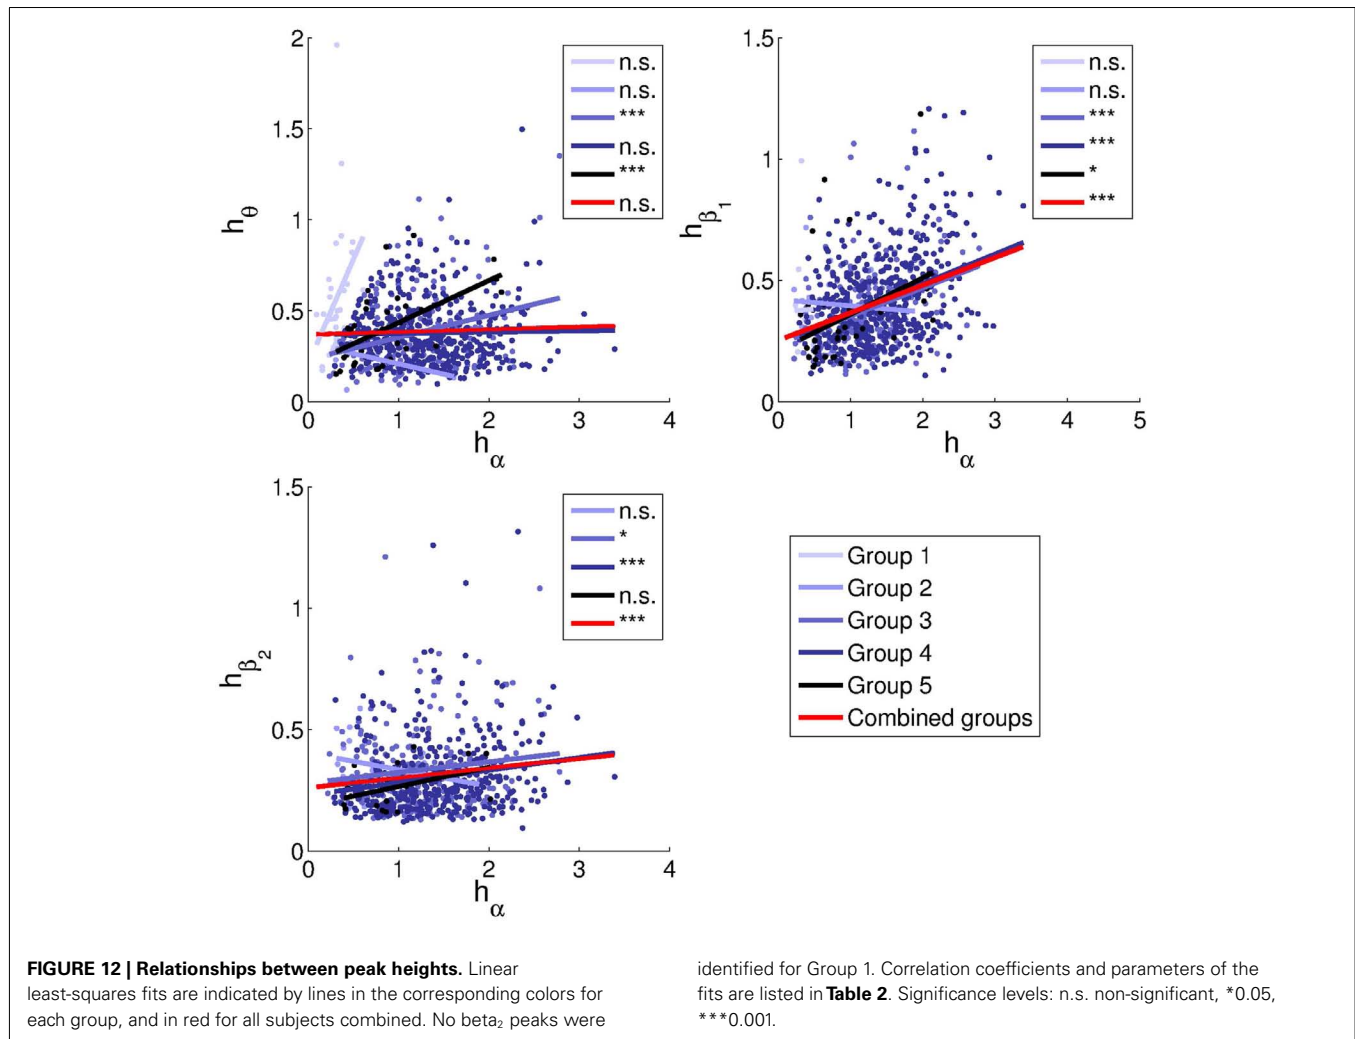 2
1.5
1
0.5
0
h_θ
0 1 2 3 4
h_α
n.s.
n.s.
***
n.s.
***
n.s.
1.5
1
0.5
0
h_β₁
0 1 2 3 4 5
h_α
n.s.
n.s.
***
***
*
***
1.5
1
0.5
0
h_β₂
0 1 2 3 4
h_α
n.s.
*
***
n.s.
***
Group 1
Group 2
Group 3
Group 4
Group 5
Combined groups
FIGURE 12 | Relationships between peak heights. Linear
least-squares fits are indicated by lines in the corresponding colors for
each group, and in red for all subjects combined. No beta₂ peaks were
identified for Group 1. Correlation coefficients and parameters of the
fits are listed in Table 2. Significance levels: n.s. non-significant, *0.05,
***0.001.